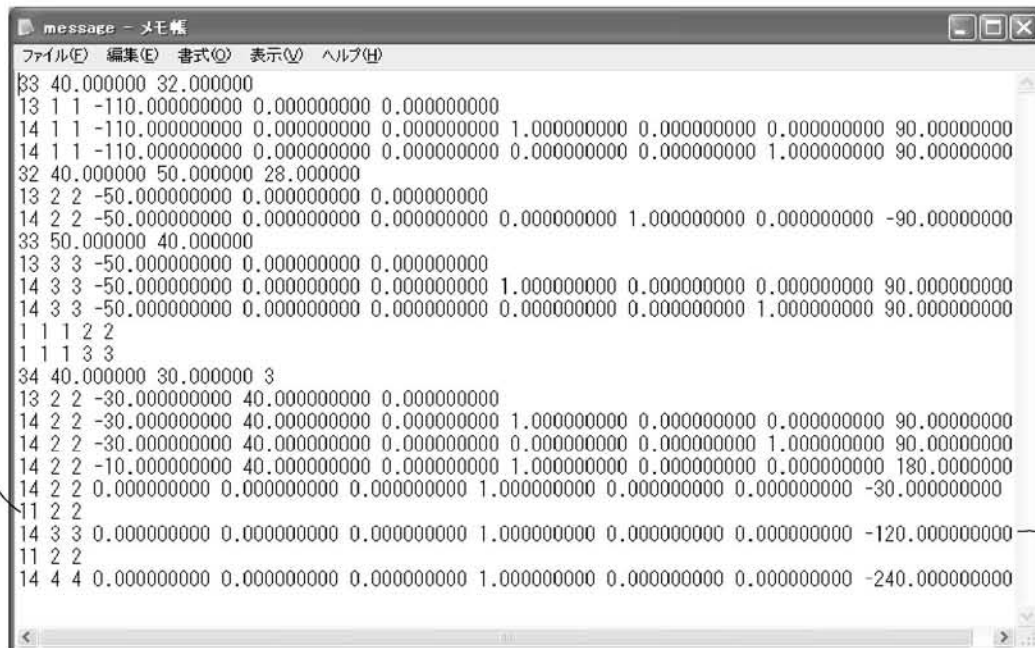 message - メモ帳
ファイル(F) 編集(E) 書式(O) 表示(V) ヘルプ(H)
33 40.000000 32.000000
13 1 1 -110.000000000 0.000000000 0.000000000
14 1 1 -110.000000000 0.000000000 0.000000000 1.000000000 0.000000000 0.000000000 90.00000000
14 1 1 -110.000000000 0.000000000 0.000000000 0.000000000 0.000000000 1.000000000 90.00000000
32 40.000000 50.000000 28.000000
13 2 2 -50.000000000 0.000000000 0.000000000
14 2 2 -50.000000000 0.000000000 0.000000000 0.000000000 1.000000000 0.000000000 -90.00000000
33 50.000000 40.000000
13 3 3 -50.000000000 0.000000000 0.000000000
14 3 3 -50.000000000 0.000000000 0.000000000 1.000000000 0.000000000 0.000000000 90.00000000
14 3 3 -50.000000000 0.000000000 0.000000000 0.000000000 0.000000000 1.000000000 90.00000000
1 1 1 2 2
1 1 1 3 3
34 40.000000 30.000000 3
13 2 2 -30.000000000 40.000000000 0.000000000
14 2 2 -30.000000000 40.000000000 0.000000000 1.000000000 0.000000000 0.000000000 90.00000000
14 2 2 -30.000000000 40.000000000 0.000000000 0.000000000 0.000000000 1.000000000 90.00000000
14 2 2 -10.000000000 40.000000000 0.000000000 1.000000000 0.000000000 0.000000000 180.0000000
14 2 2 0.000000000 0.000000000 0.000000000 1.000000000 0.000000000 0.000000000 -30.000000000
11 2 2
14 3 3 0.000000000 0.000000000 0.000000000 1.000000000 0.000000000 0.000000000 -120.000000000
11 2 2
14 4 4 0.000000000 0.000000000 0.000000000 1.000000000 0.000000000 0.000000000 -240.000000000